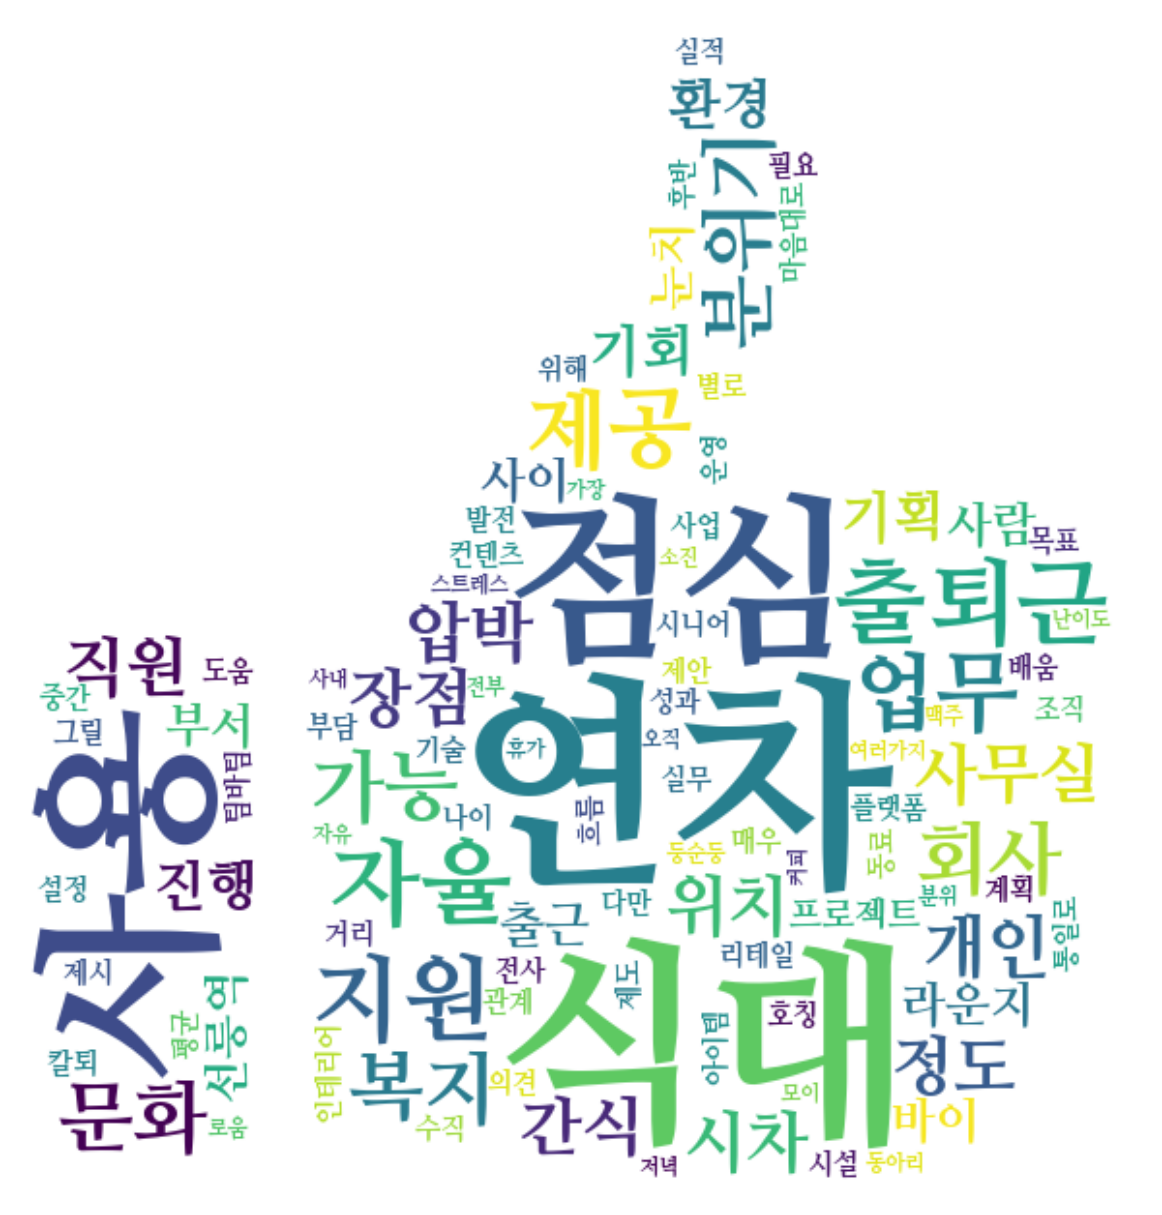 실적
환경
분위기
필요
후반
마음대로
눈치
기회
위해
별로
제공
운영
사이
가장
점심
기획
사람
발전
사업
목표
컨텐츠
소진
출퇴근
스트레스
압박
시니어
난이도
직원
도움
사내
장점
전부
제안
업무
배움
중간
부서
그릴
부담
성과
맥주
조직
사용
텀바텀
가능
기술
연차
휴가
오직
여러가지
사무실
실무
플랫폼
나이
흐름
자유
자율
둥순둥
매우
동료
회사
진행
설정
커피
위치
다만
프로젝트
분위
계획
출근
거리
개인
통일로
제시
선릉역
지원
전사
관계
식대
제도
리테일
호칭
라운지
평균
칼퇴
인테리어
복지
의견
아이템
정도
문화
로움
수직
간식
모이
시차
바이
저녁
시설
동아리